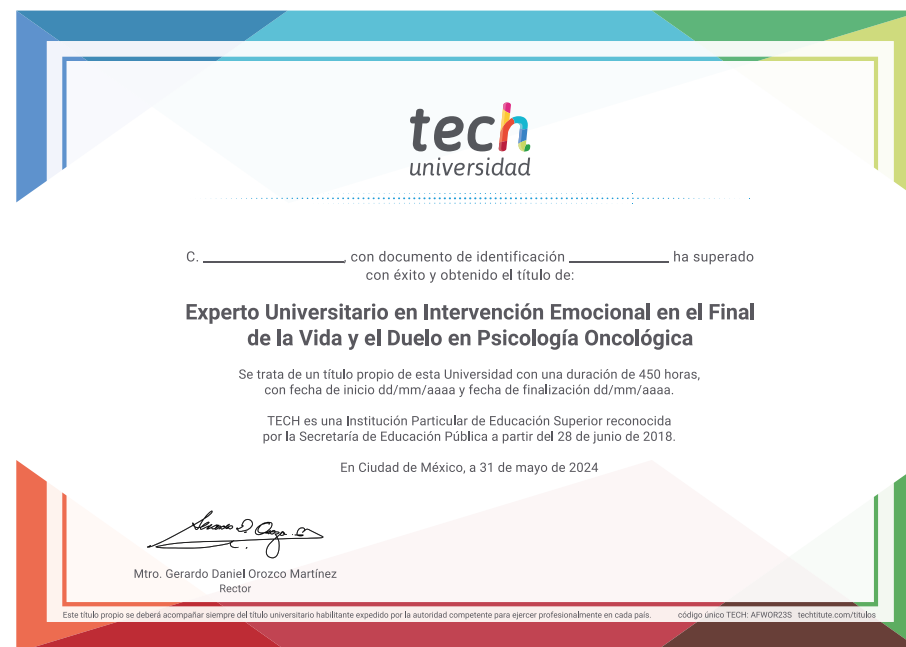 tech
universidad
C. ____________, con documento de identificación ____________ ha superado
con éxito y obtenido el título de:
Experto Universitario en Intervención Emocional en el Final
de la Vida y el Duelo en Psicología Oncológica
Se trata de un título propio de esta Universidad con una duración de 450 horas,
con fecha de inicio dd/mm/aaaa y fecha de finalización dd/mm/aaaa.
TECH es una Institución Particular de Educación Superior reconocida
por la Secretaría de Educación Pública a partir del 28 de junio de 2018.
En Ciudad de México, a 31 de mayo de 2024
Mtro. Gerardo Daniel Orozco Martínez
Rector
Este título propio se deberá acompañar siempre del título universitario habilitante expedido por la autoridad competente para ejercer profesionalmente en cada país. código único TECH: AFWOR23S techtitute.com/titulos